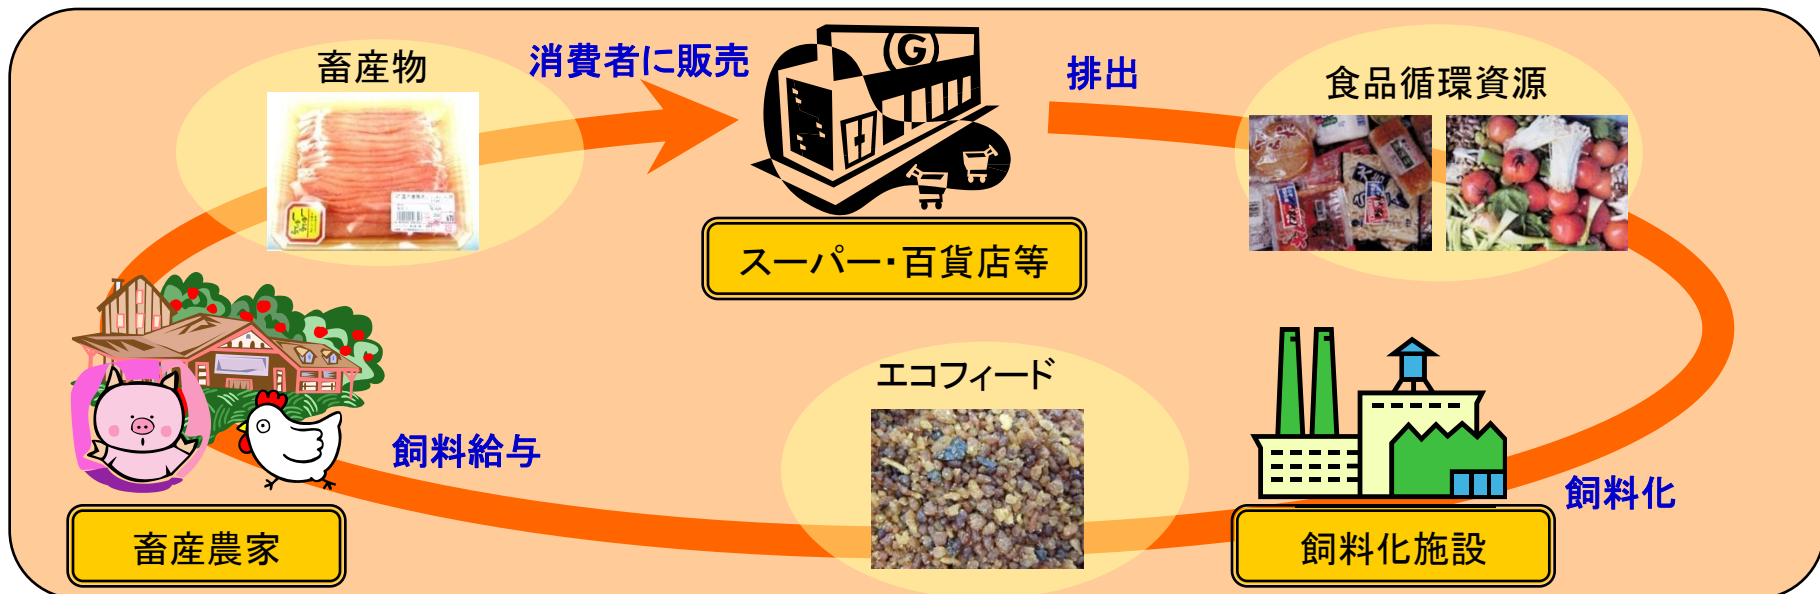 畜産物
消費者に販売
G
排出
食品循環資源
スーパー・百貨店等
エコフィード
飼料給与
飼料化
畜産農家
飼料化施設